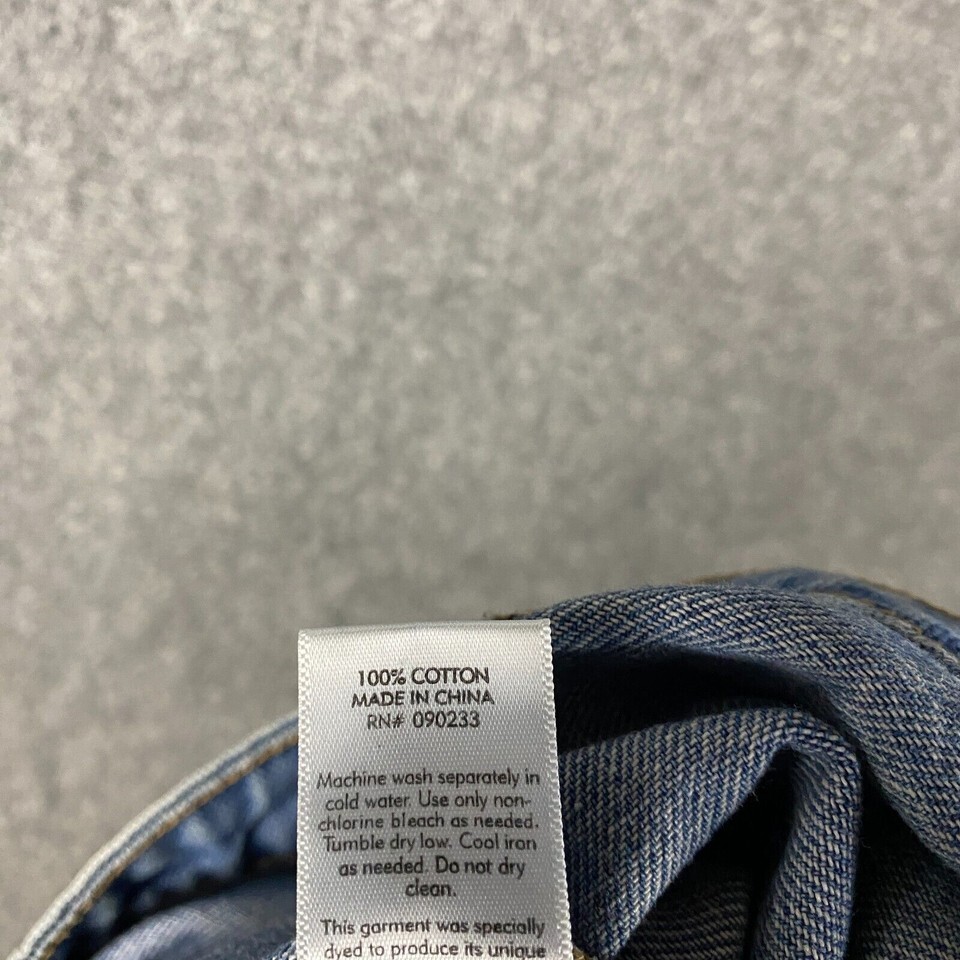 100% COTTON
MADE IN CHINA
RN# 090233
Machine wash separately in
cold water. Use only non-
chlorine bleach as needed.
Tumble dry low. Cool iron
as needed. Do not dry
clean.
This garment was specially
dyed to produce its unique